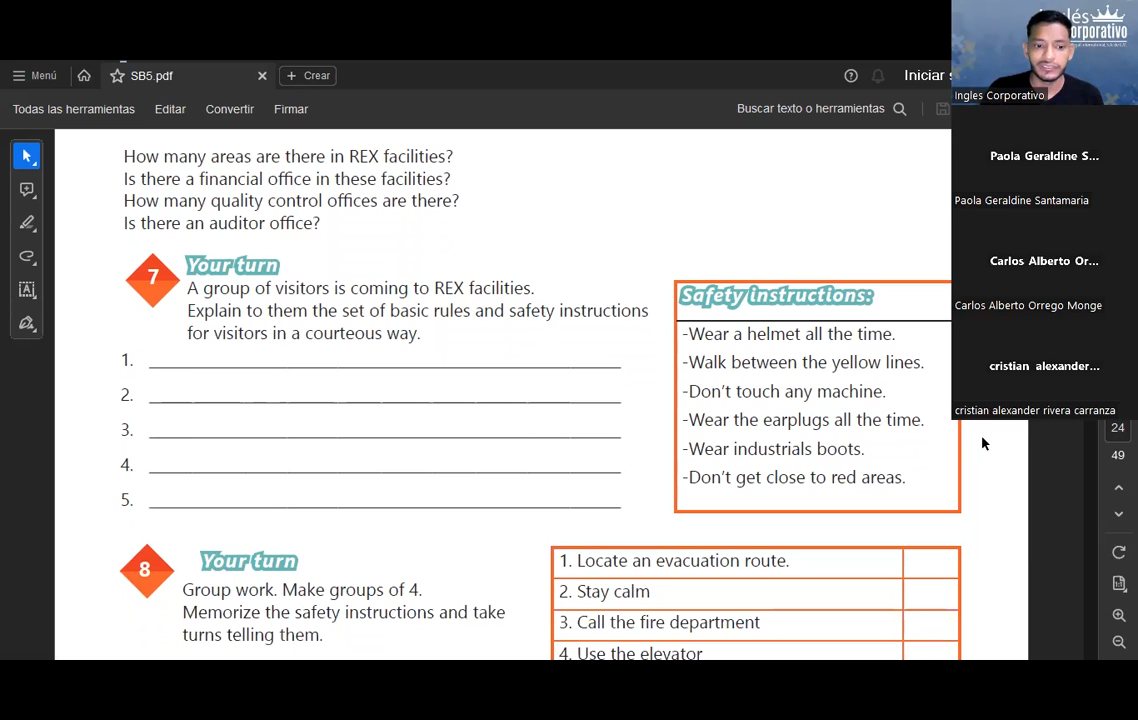 Menú
SB5.pdf
Crear
Iniciar s
Todas las herramientas
Editar
Convertir
Firmar
Buscar texto o herramientas
How many areas are there in REX facilities?
Is there a financial office in these facilities?
How many quality control offices are there?
Is there an auditor office?
7
Your turn
A group of visitors is coming to REX facilities.
Explain to them the set of basic rules and safety instructions
for visitors in a courteous way.
1.
2.
3.
4.
5.
Safety instructions:
-Wear a helmet all the time.
-Walk between the yellow lines.
-Don't touch any machine.
-Wear the earplugs all the time.
-Wear industrials boots.
-Don't get close to red areas.
8
Your turn
Group work. Make groups of 4.
Memorize the safety instructions and take
turns telling them.
1. Locate an evacuation route.
2. Stay calm
3. Call the fire department
4. Use the elevator
Ingles Corporativo
Paola Geraldine S...
Paola Geraldine Santamaria
Carlos Alberto Or...
Carlos Alberto Orrego Monge
cristian alexander...
cristian alexander rivera carranza
24
49